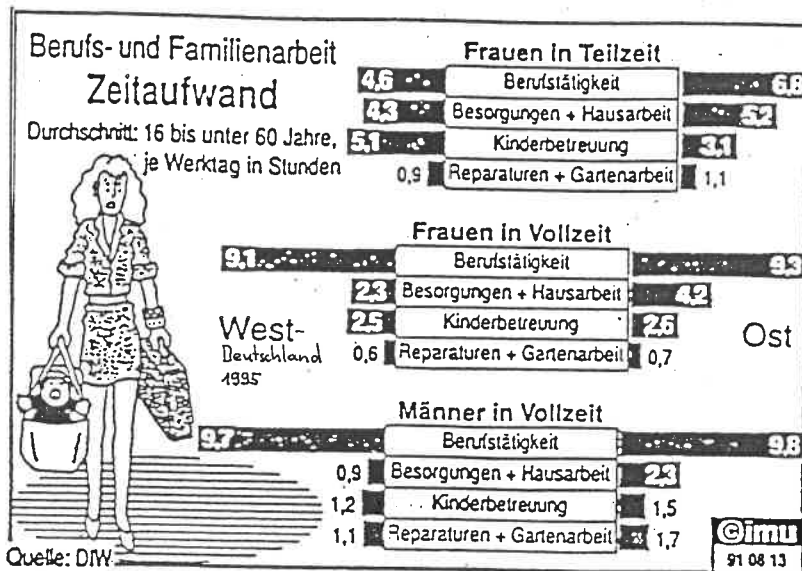 Berufs- und Familienarbeit
Zeitaufwand
Durchschnitt: 16 bis unter 60 Jahre,
je Werktag in Stunden
Frauen in Teilzeit
4,6 Berufstätigkeit 6,8
4,3 Besorgungen + Hausarbeit 5,2
5,1 Kinderbetreuung 3,1
0,9 Reparaturen + Gartenarbeit 1,1
Frauen in Vollzeit
9,1 Berufstätigkeit 9,3
2,3 Besorgungen + Hausarbeit 4,2
2,5 Kinderbetreuung 2,6
0,6 Reparaturen + Gartenarbeit 0,7
West-
Deutschland
1995
Ost
Männer in Vollzeit
9,7 Berufstätigkeit 9,8
0,9 Besorgungen + Hausarbeit 2,3
1,2 Kinderbetreuung 1,5
1,1 Reparaturen + Gartenarbeit 1,7
Quelle: DIW
©imu
91 08 13